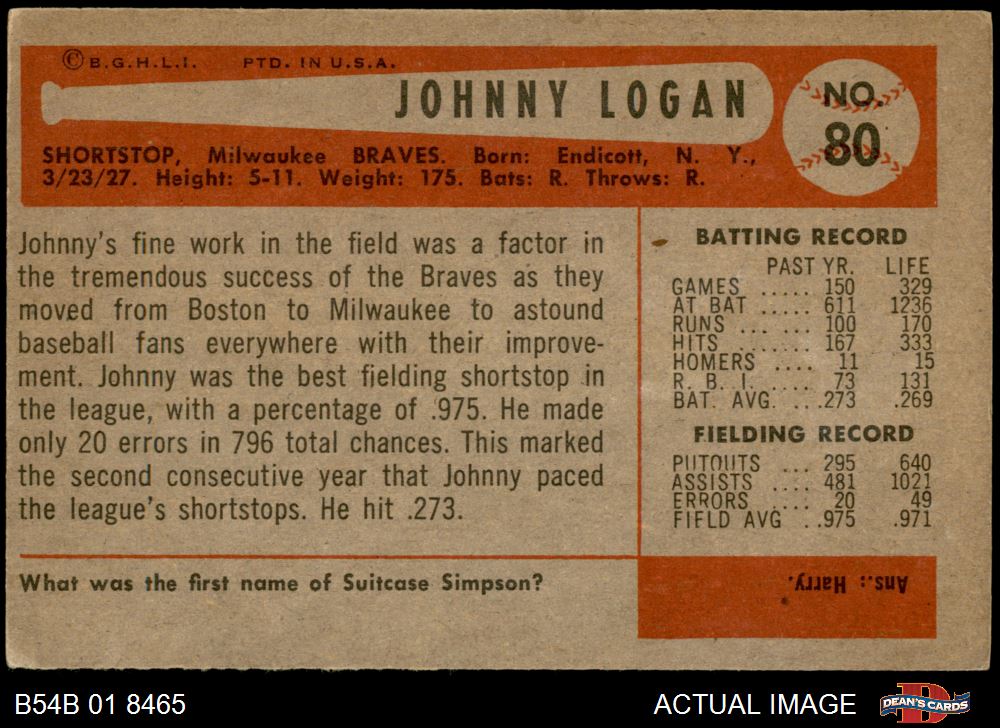 © B.G.H.L.I. PTD. IN U.S.A.
JOHNNY LOGAN
NO.
80
SHORTSTOP, Milwaukee BRAVES. Born: Endicott, N. Y.,
3/23/27. Height: 5-11. Weight: 175. Bats: R. Throws: R.
Johnny's fine work in the field was a factor in
the tremendous success of the Braves as they
moved from Boston to Milwaukee to astound
baseball fans everywhere with their improve-
ment. Johnny was the best fielding shortstop in
the league, with a percentage of .975. He made
only 20 errors in 796 total chances. This marked
the second consecutive year that Johnny paced
the league's shortstops. He hit .273.
BATTING RECORD
PAST YR. LIFE
GAMES ..... 150 329
AT BAT ..... 611 1236
RUNS ... ... 100 170
HITS ....... 167 333
HOMERS .... 11 15
R. B. I. .... 73 131
BAT. AVG. ...273 .269
FIELDING RECORD
PUTOUTS ... 295 640
ASSISTS .... 481 1021
ERRORS .... 20 49
FIELD AVG ..975 .971
What was the first name of Suitcase Simpson?
Ans.: Harry.
B54B 01 8465
ACTUAL IMAGE
D
DEAN'S CARDS